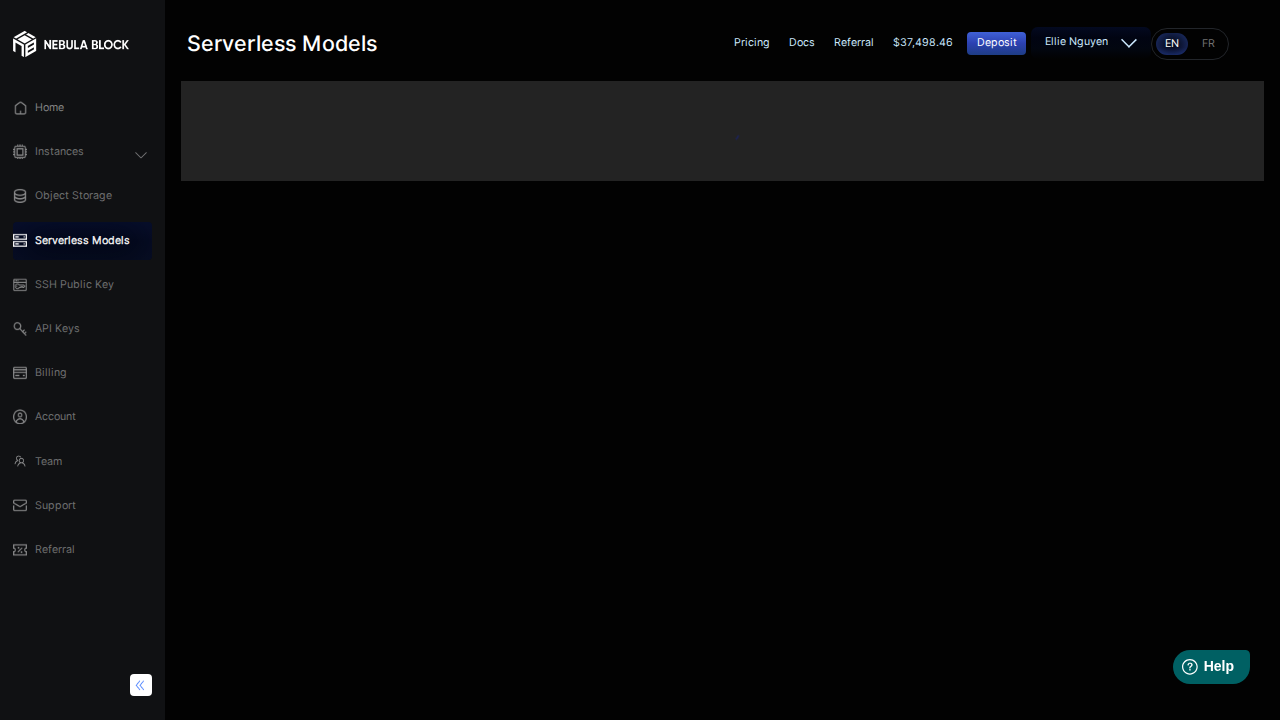 NEBULA BLOCK
Serverless Models
Pricing
Docs
Referral
$37,498.46
Deposit
Ellie Nguyen
EN
FR
Home
Instances
Object Storage
Serverless Models
SSH Public Key
API Keys
Billing
Account
Team
Support
Referral
Help